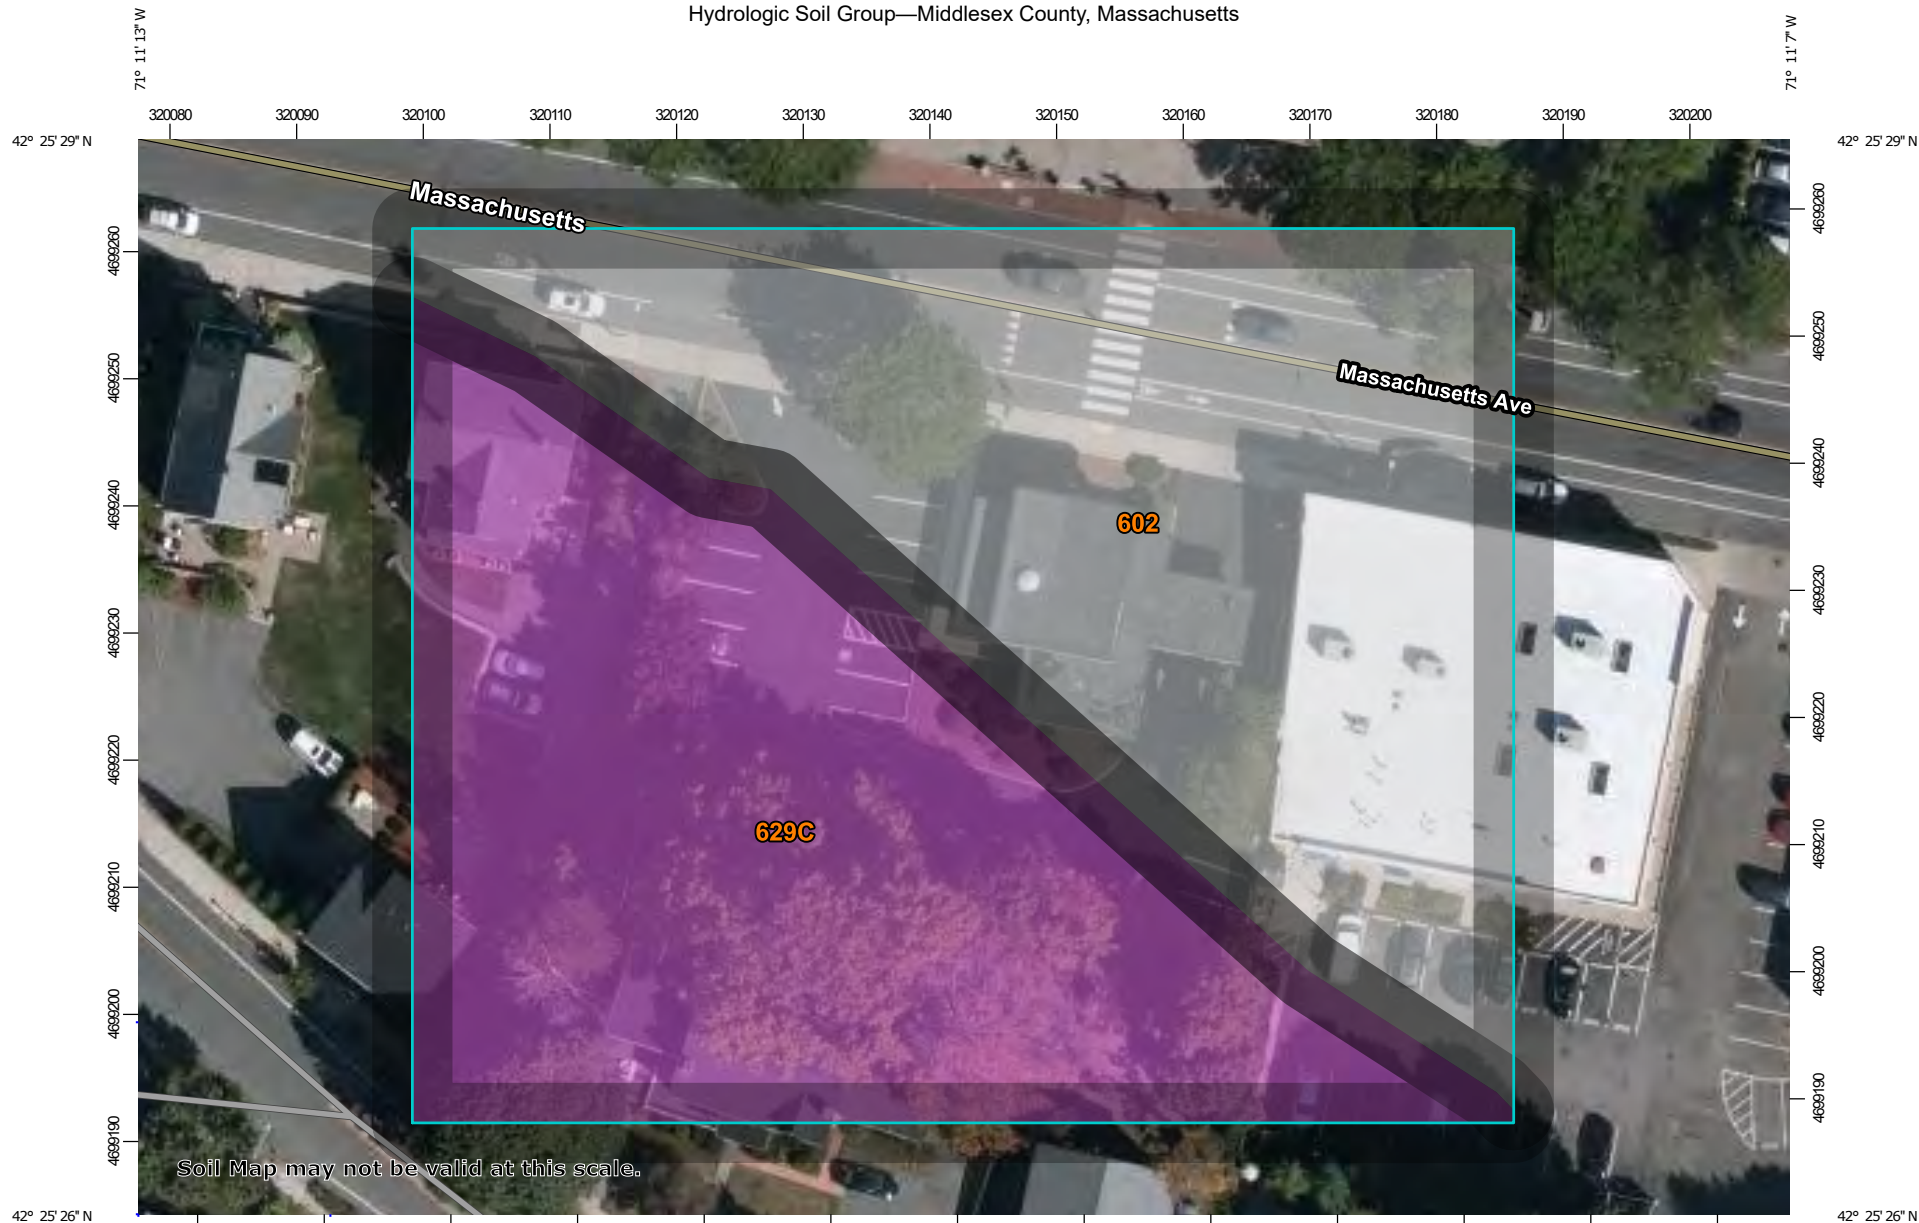 Hydrologic Soil Group—Middlesex County, Massachusetts
71° 11' 13'' W
71° 11' 7'' W
320080 320090 320100 320110 320120 320130 320140 320150 320160 320170 320180 320190 320200
42° 25' 29'' N
42° 25' 29'' N
Massachusetts
Massachusetts Ave
602
629C
4699260
4699250
4699240
4699230
4699220
4699210
4699200
4699190
4699260
4699250
4699240
4699230
4699220
4699210
4699200
4699190
Soil Map may not be valid at this scale.
42° 25' 26'' N
42° 25' 26'' N